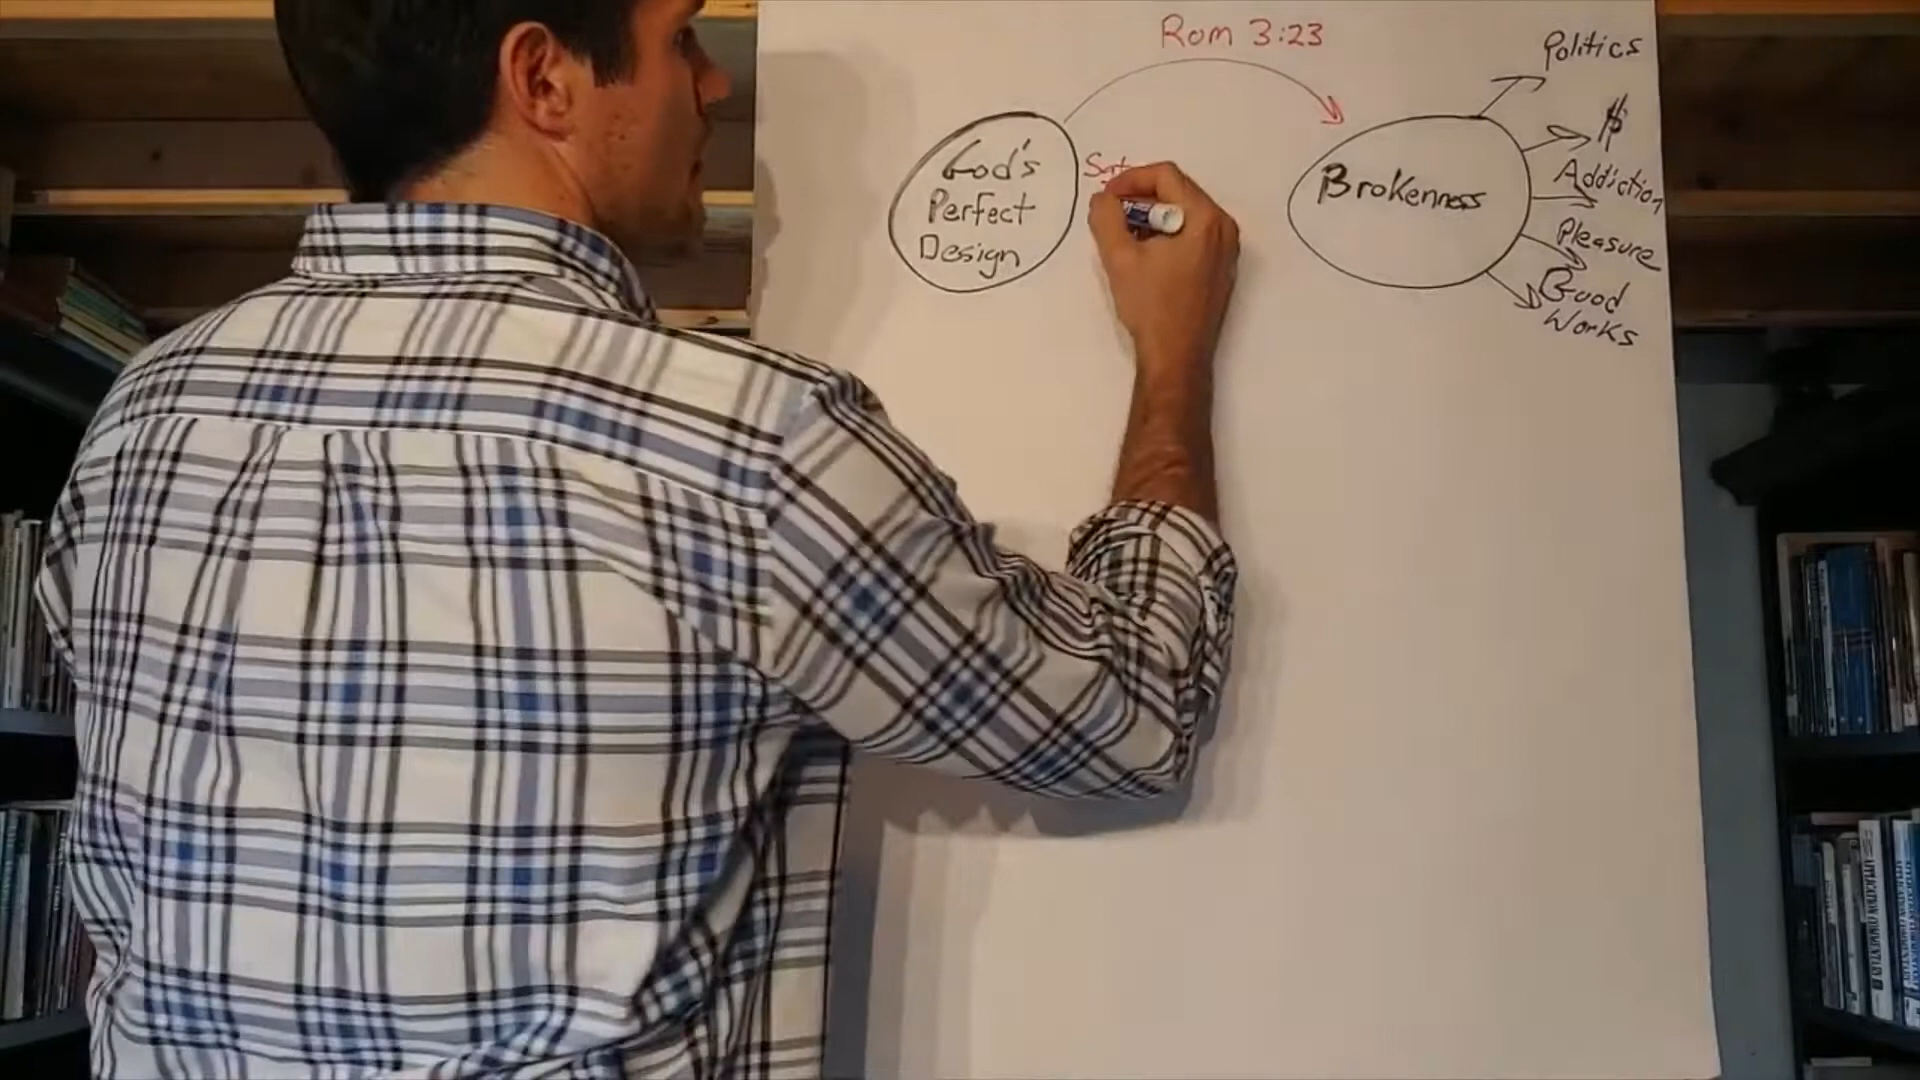 Rom 3:23
God's
Perfect
Design
Brokenness
Politics
$
Addiction
Pleasure
Good
Works